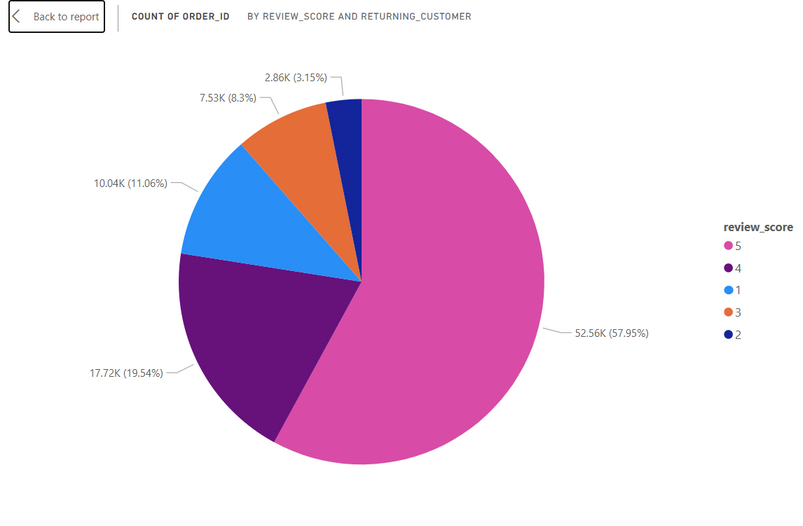 Back to report
COUNT OF ORDER_ID BY REVIEW_SCORE AND RETURNING_CUSTOMER
2.86K (3.15%)
7.53K (8.3%)
10.04K (11.06%)
17.72K (19.54%)
52.56K (57.95%)
review_score
5
4
1
3
2